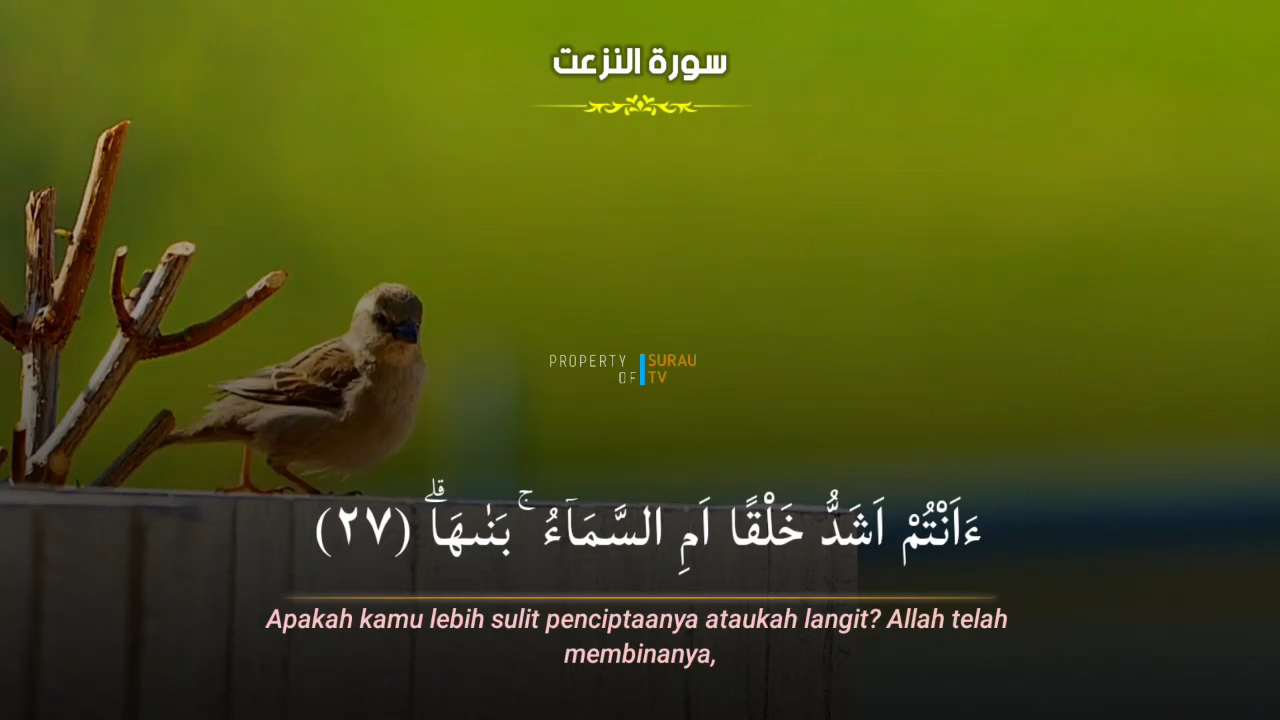 سورة النزعت
PROPERTY OF SURAU TV
ءَاَنْتُمْ اَشَدُّ خَلْقًا اَمِ السَّمَاۤءُ ۚ بَنٰىهَاۗ (٢٧)
Apakah kamu lebih sulit penciptaanya ataukah langit? Allah telah
membinanya,